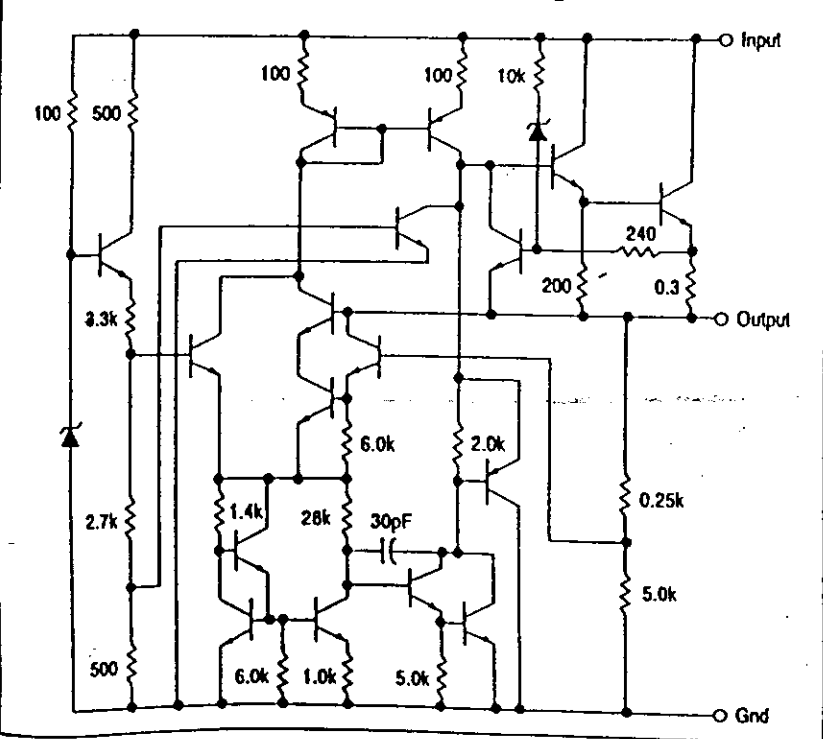 Input
100
100
10k
100
500
240
200
0.3
3.3k
Output
6.0k
2.0k
0.25k
1.4k
28k
30pF
2.7k
5.0k
500
6.0k
1.0k
5.0k
Gnd